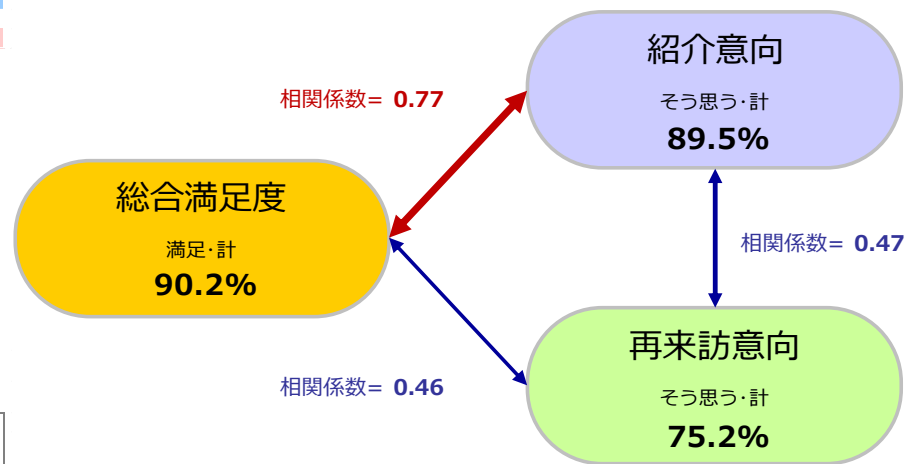 紹介意向
そう思う・計
89.5%
相関係数= 0.77
総合満足度
満足・計
90.2%
相関係数= 0.47
再来訪意向
そう思う・計
75.2%
相関係数= 0.46